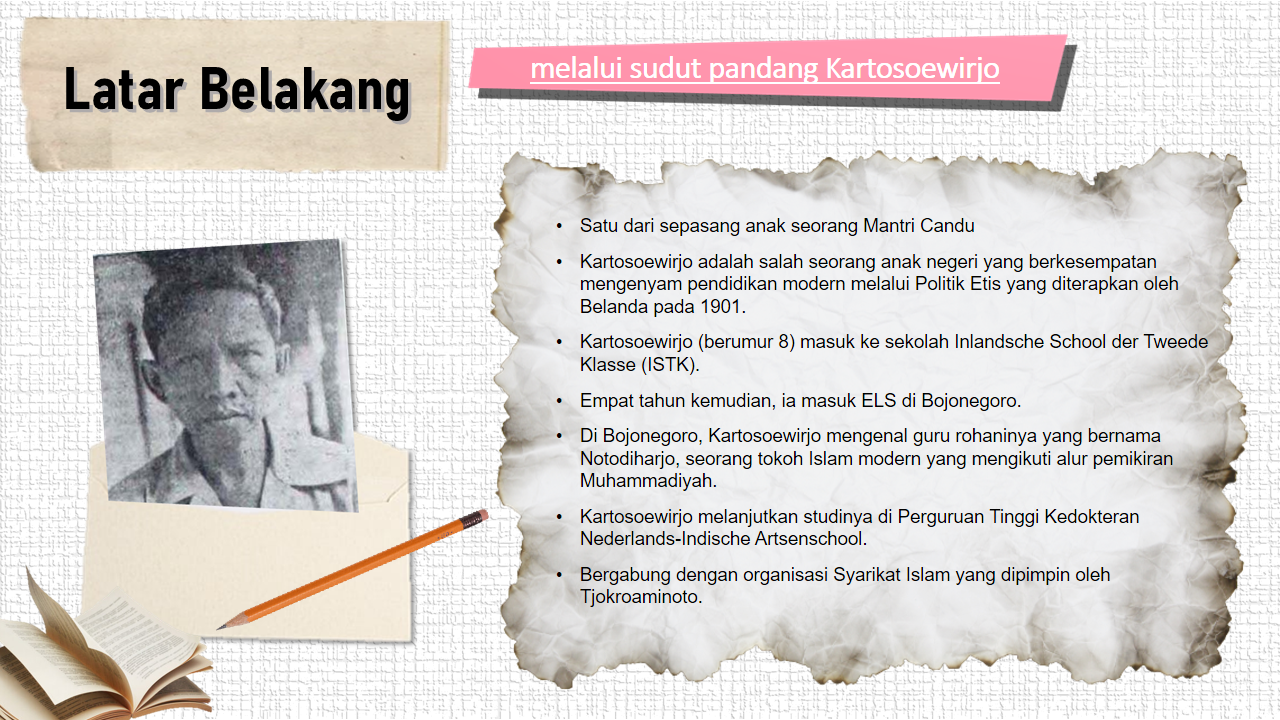 Latar Belakang
melalui sudut pandang Kartosoewirjo
• Satu dari sepasang anak seorang Mantri Candu
• Kartosoewirjo adalah salah seorang anak negeri yang berkesempatan
mengenyam pendidikan modern melalui Politik Etis yang diterapkan oleh
Belanda pada 1901.
• Kartosoewirjo (berumur 8) masuk ke sekolah Inlandsche School der Tweede
Klasse (ISTK).
• Empat tahun kemudian, ia masuk ELS di Bojonegoro.
• Di Bojonegoro, Kartosoewirjo mengenal guru rohaninya yang bernama
Notodiharjo, seorang tokoh Islam modern yang mengikuti alur pemikiran
Muhammadiyah.
• Kartosoewirjo melanjutkan studinya di Perguruan Tinggi Kedokteran
Nederlands-Indische Artsenschool.
• Bergabung dengan organisasi Syarikat Islam yang dipimpin oleh
Tjokroaminoto.